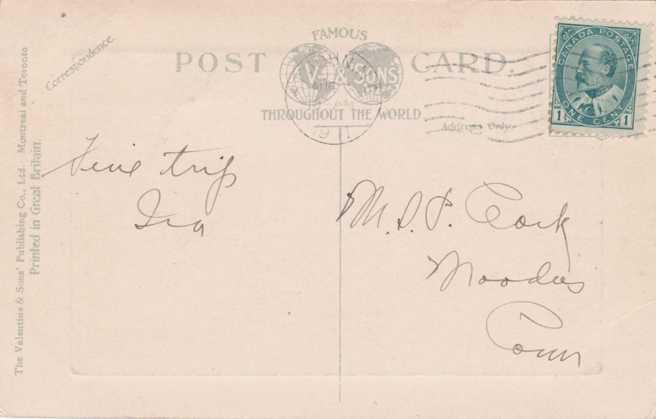 FAMOUS
POST CARD.
V. & SONS
THROUGHOUT THE WORLD
191
Correspondence.
Address Only.
CANADA POSTAGE
1 ONE CENT 1
The Valentine & Sons' Publishing Co., Ltd. Montreal and Toronto
Printed in Great Britain.
Fine trip
Ira
Moodus
Conn